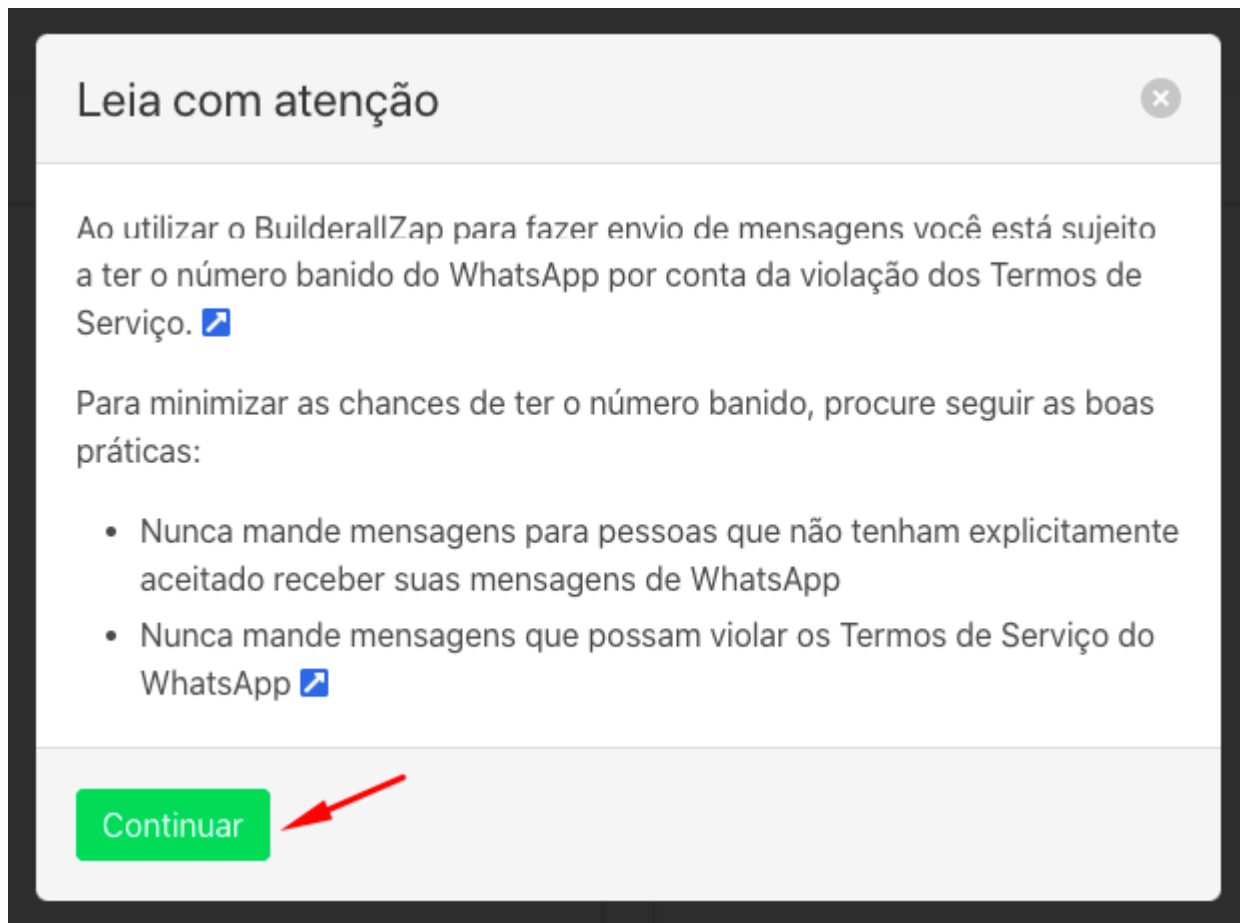 Leia com atenção
Ao utilizar o BuilderallZap para fazer envio de mensagens você está sujeito
a ter o número banido do WhatsApp por conta da violação dos Termos de
Serviço.
Para minimizar as chances de ter o número banido, procure seguir as boas
práticas:
• Nunca mande mensagens para pessoas que não tenham explicitamente
aceitado receber suas mensagens de WhatsApp
• Nunca mande mensagens que possam violar os Termos de Serviço do
WhatsApp
Continuar